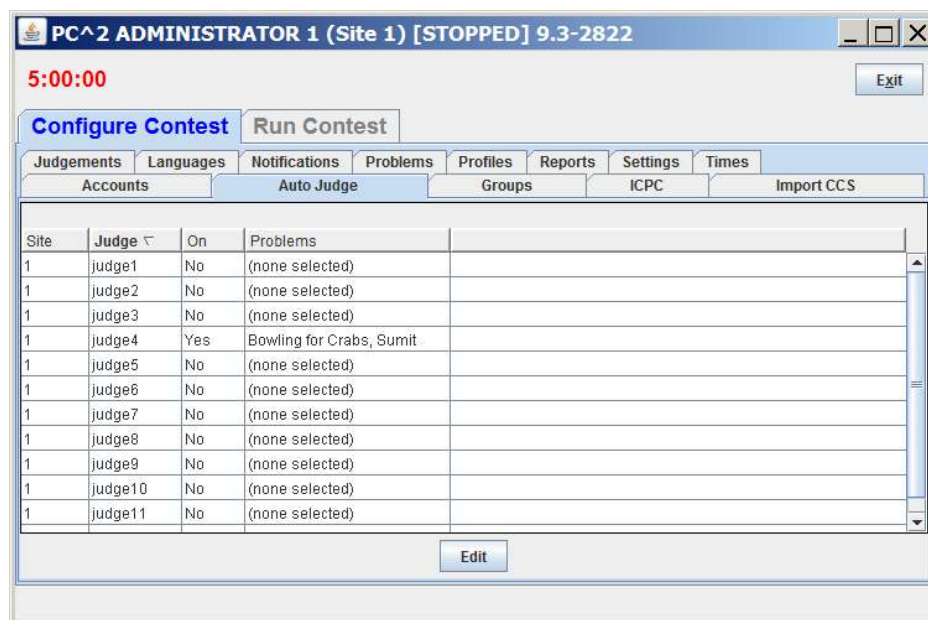 PC^2 ADMINISTRATOR 1 (Site 1) [STOPPED] 9.3-2822
5:00:00 Exit
Configure Contest Run Contest
Judgements Languages Notifications Problems Profiles Reports Settings Times
Accounts Auto Judge Groups ICPC Import CCS
Site Judge On Problems
1 judge1 No (none selected)
1 judge2 No (none selected)
1 judge3 No (none selected)
1 judge4 Yes Bowling for Crabs, Sumit
1 judge5 No (none selected)
1 judge6 No (none selected)
1 judge7 No (none selected)
1 judge8 No (none selected)
1 judge9 No (none selected)
1 judge10 No (none selected)
1 judge11 No (none selected)
Edit